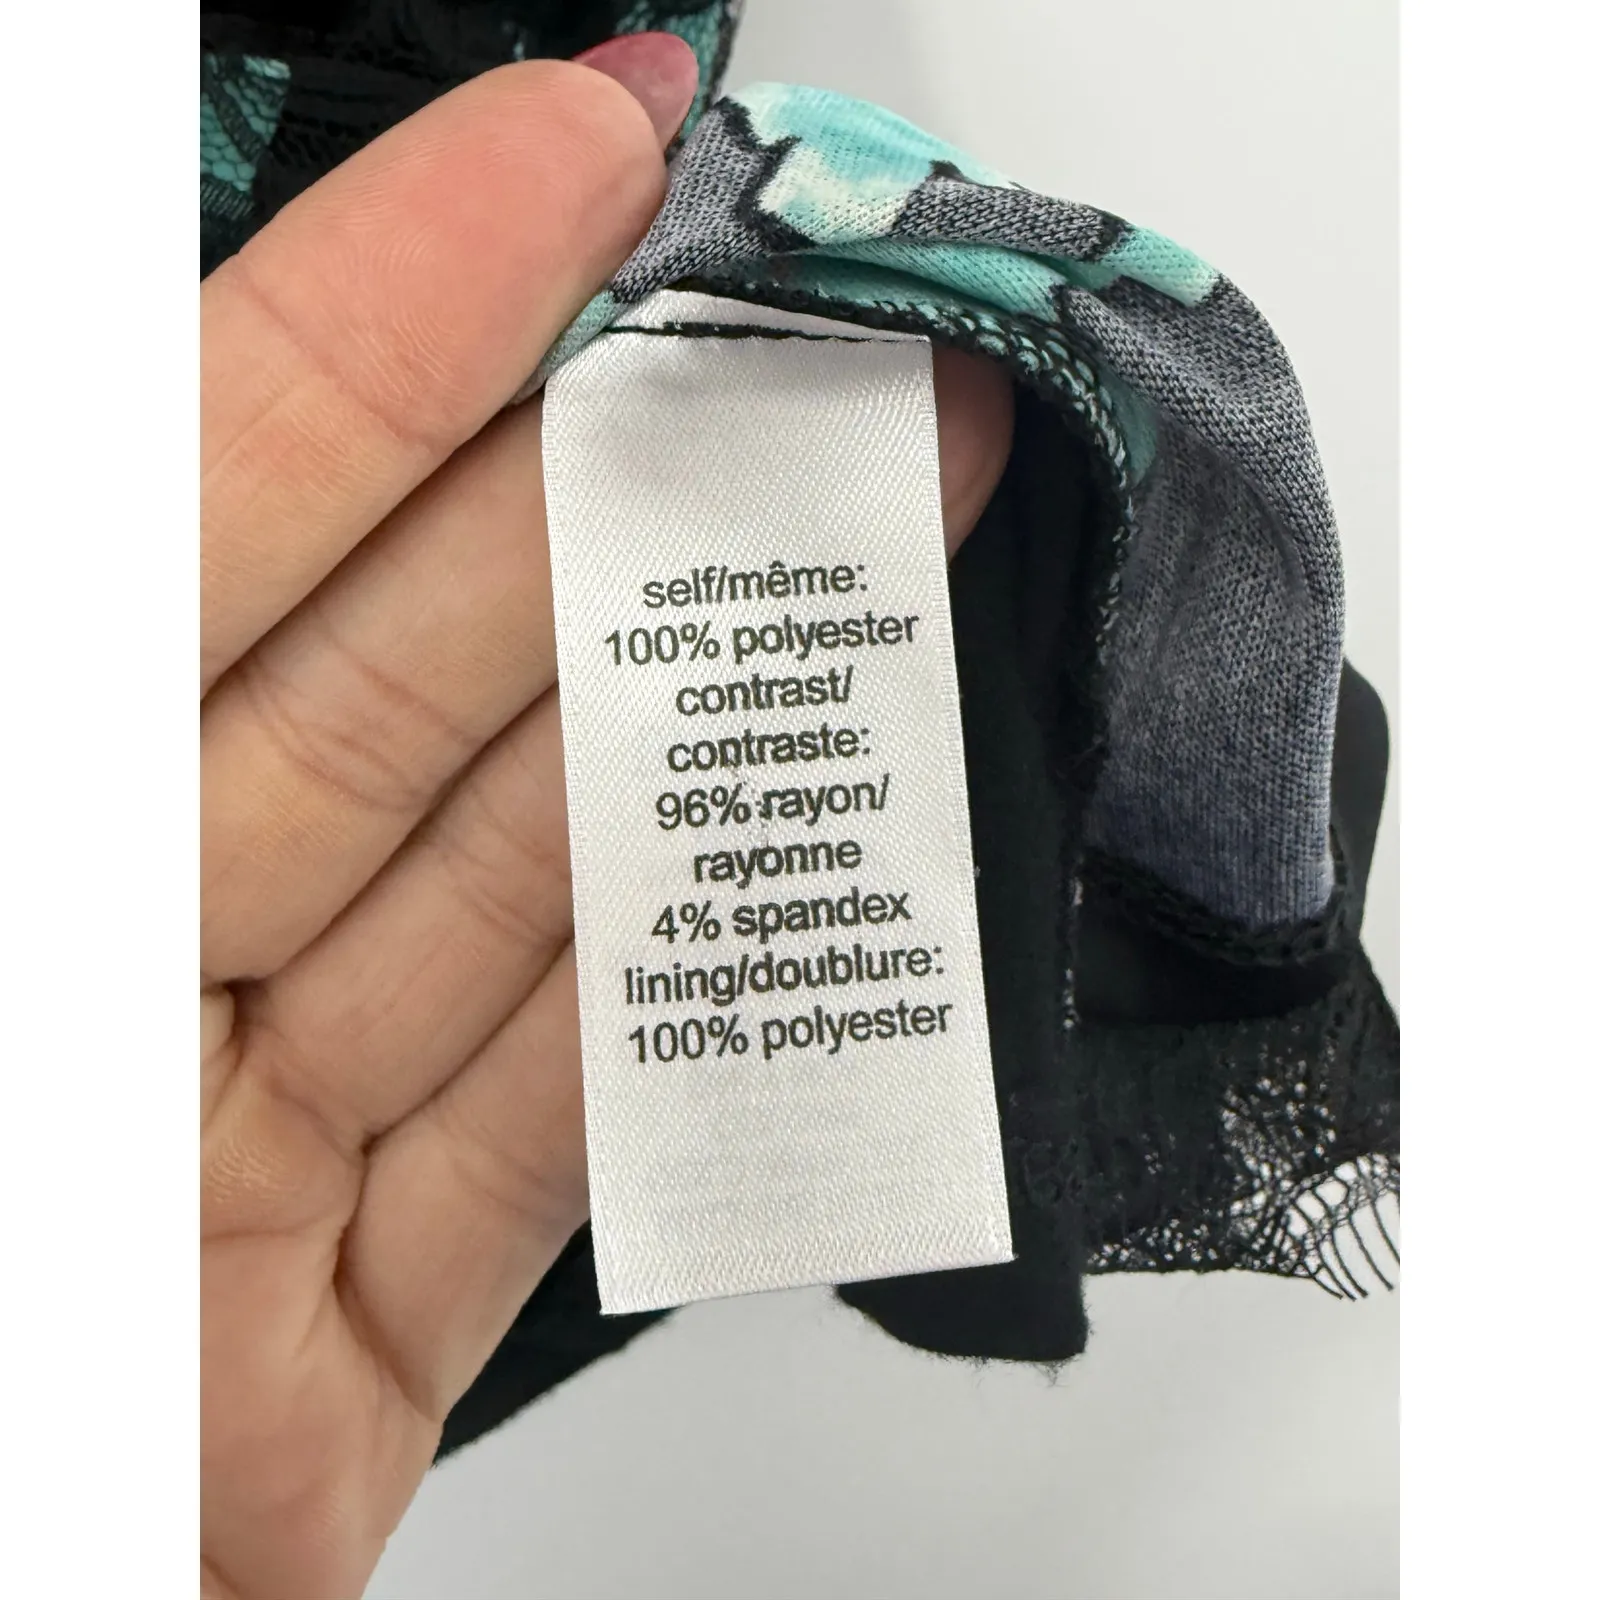 self/même:
100% polyester
contrast/
contraste:
96% rayon/
rayonne
4% spandex
lining/doublure:
100% polyester